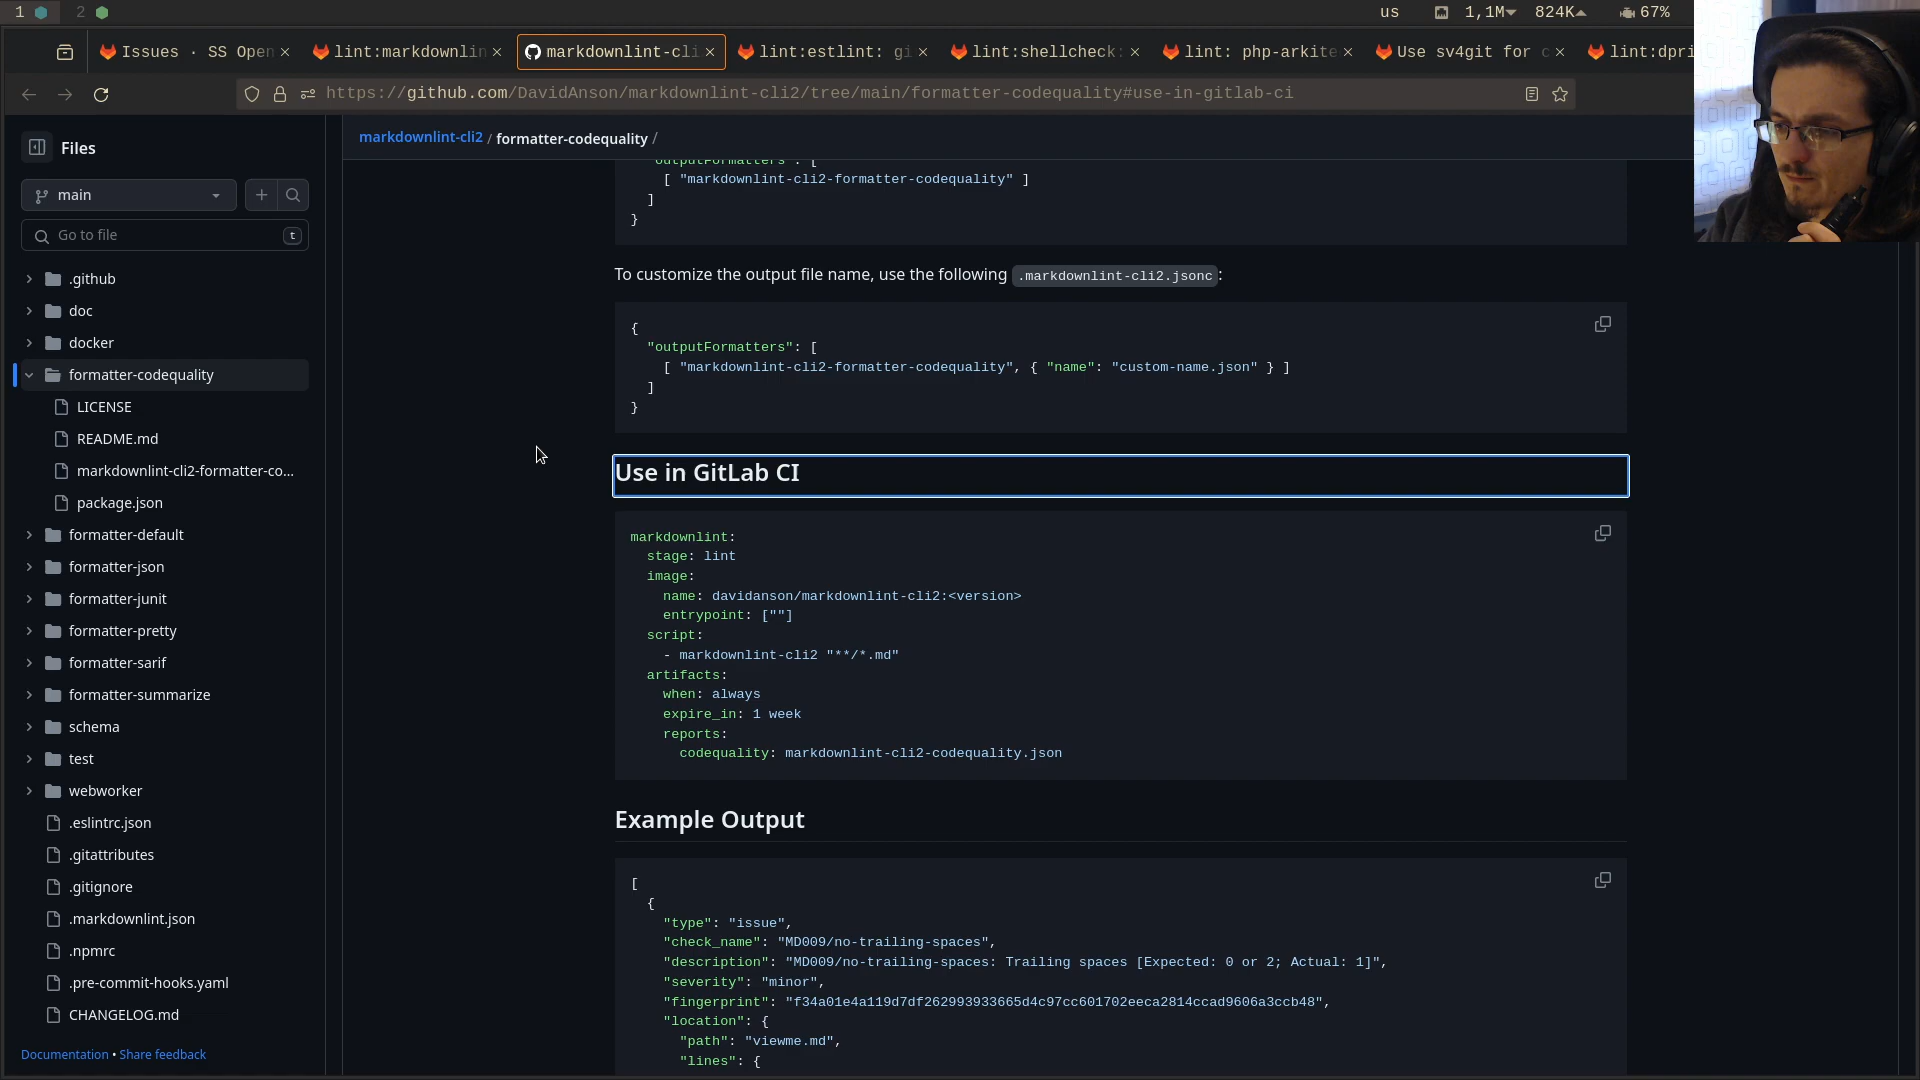 1 2 us 1,1M 824K 67%
Issues · SS Open lint:markdownlin markdownlint-cli lint:estlint: gi lint:shellcheck: lint: php-arkite Use sv4git for c lint:dpri
https://github.com/DavidAnson/markdownlint-cli2/tree/main/formatter-codequality#use-in-gitlab-ci
Files
main
Go to file t
.github
doc
docker
formatter-codequality
LICENSE
README.md
markdownlint-cli2-formatter-co...
package.json
formatter-default
formatter-json
formatter-junit
formatter-pretty
formatter-sarif
formatter-summarize
schema
test
webworker
.eslintrc.json
.gitattributes
.gitignore
.markdownlint.json
.npmrc
.pre-commit-hooks.yaml
CHANGELOG.md
Documentation • Share feedback
markdownlint-cli2 / formatter-codequality /
"outputFormatters": [
[ "markdownlint-cli2-formatter-codequality" ]
]
}
To customize the output file name, use the following .markdownlint-cli2.jsonc:
{
"outputFormatters": [
[ "markdownlint-cli2-formatter-codequality", { "name": "custom-name.json" } ]
]
}
Use in GitLab CI
markdownlint:
stage: lint
image:
name: davidanson/markdownlint-cli2:<version>
entrypoint: [""]
script:
- markdownlint-cli2 "**/*.md"
artifacts:
when: always
expire_in: 1 week
reports:
codequality: markdownlint-cli2-codequality.json
Example Output
[
{
"type": "issue",
"check_name": "MD009/no-trailing-spaces",
"description": "MD009/no-trailing-spaces: Trailing spaces [Expected: 0 or 2; Actual: 1]",
"severity": "minor",
"fingerprint": "f34a01e4a119d7df262993933665d4c97cc601702eeca2814ccad9606a3ccb48",
"location": {
"path": "viewme.md",
"lines": {